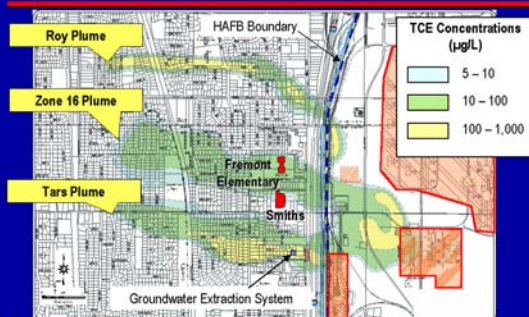 HAFB Boundary
Roy Plume
TCE Concentrations
(µg/L)
5 – 10
10 – 100
100 – 1,000
Zone 16 Plume
Fremont
Elementary
Tars Plume
Smiths
Groundwater Extraction System